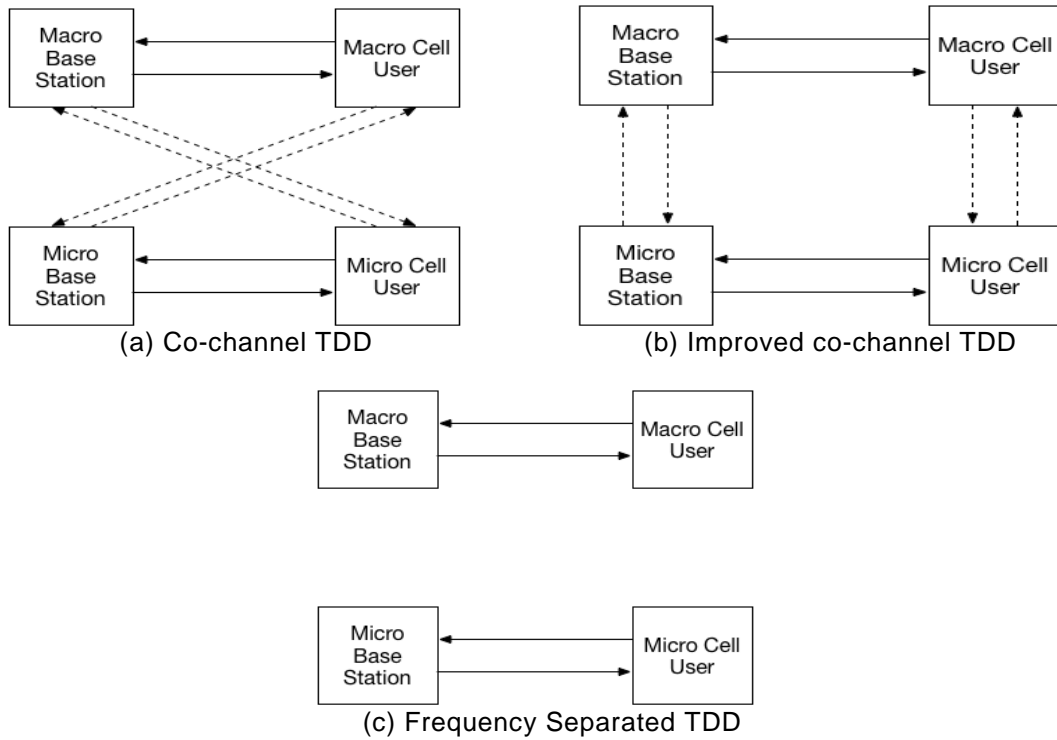 Macro
Base
Station
Macro Cell
User
Micro
Base
Station
Micro Cell
User
(a) Co-channel TDD
Macro
Base
Station
Macro Cell
User
Micro
Base
Station
Micro Cell
User
(b) Improved co-channel TDD
Macro
Base
Station
Macro Cell
User
Micro
Base
Station
Micro Cell
User
(c) Frequency Separated TDD